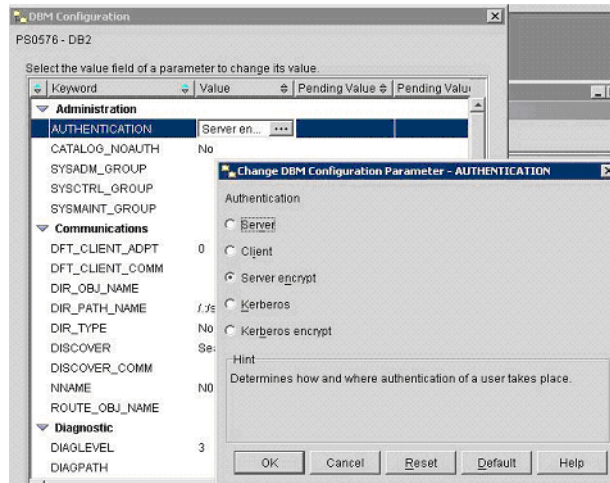 DBM Configuration
PS0576 - DB2
Select the value field of a parameter to change its value.
Keyword Value Pending Value Pending Value
Administration
AUTHENTICATION Server en... ...
CATALOG_NOAUTH No
SYSADM_GROUP
SYSCTRL_GROUP
SYSMAINT_GROUP
Communications
DFT_CLIENT_ADPT 0
DFT_CLIENT_COMM
DIR_OBJ_NAME
DIR_PATH_NAME
DIR_TYPE No
DISCOVER
DISCOVER_COMM
NNAME N0
ROUTE_OBJ_NAME
Diagnostic
DIAGLEVEL 3
DIAGPATH
Change DBM Configuration Parameter - AUTHENTICATION
Authentication
Server
Client
Server encrypt
Kerberos
Kerberos encrypt
Hint
Determines how and where authentication of a user takes place.
OK Cancel Reset Default Help